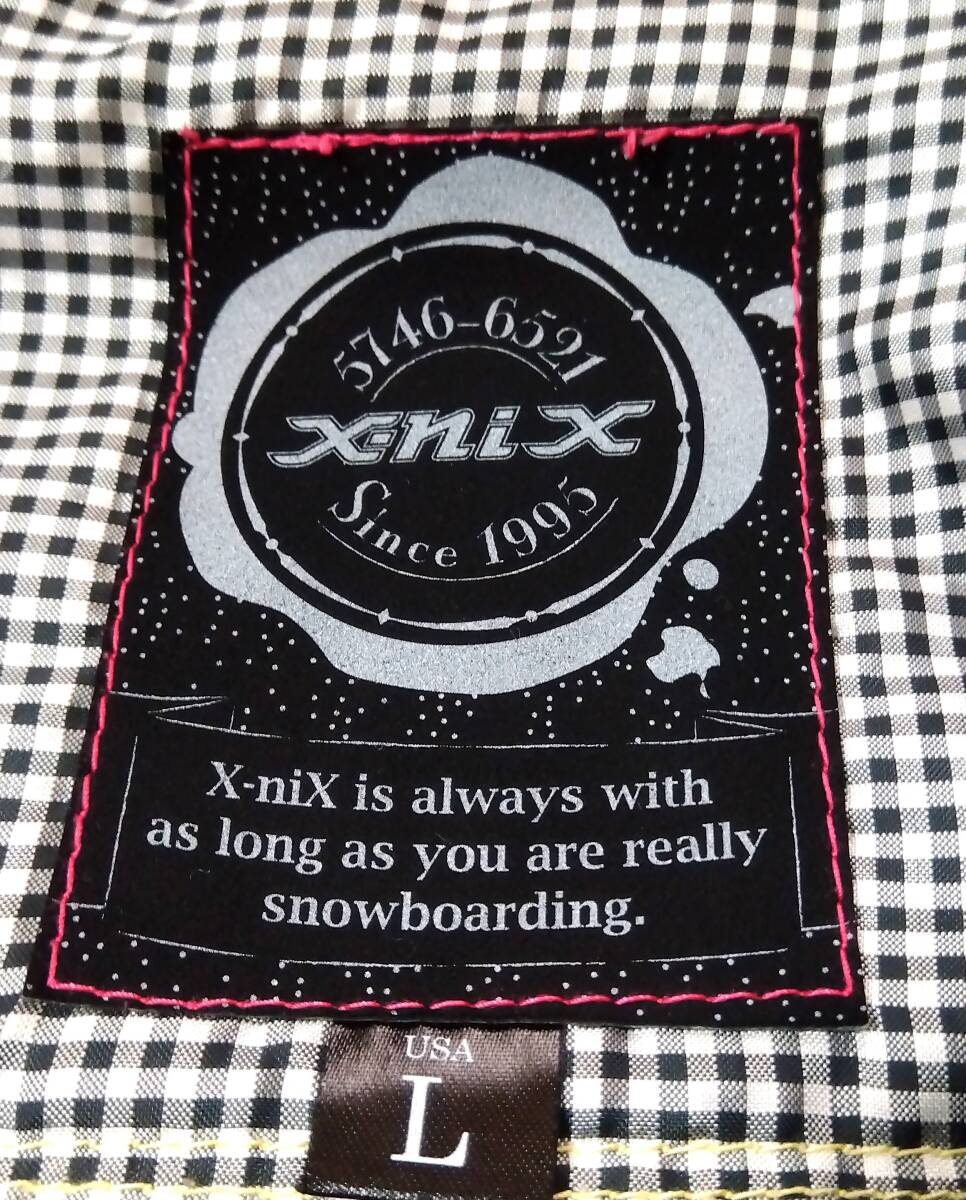 5746-6521
x-nix
Since 1995
X-niX is always with
as long as you are really
snowboarding.
USA
L